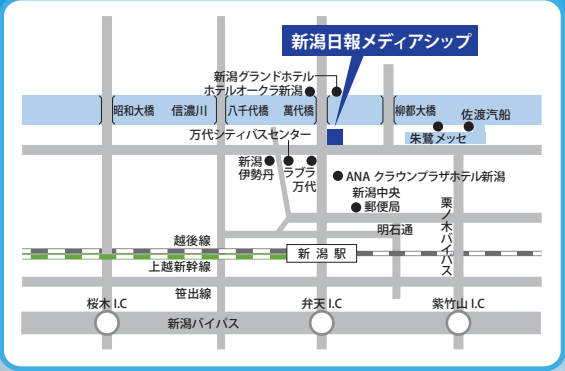 新潟日報メディアシップ
新潟グランドホテル
ホテルオークラ新潟
昭和大橋
信濃川
八千代橋
萬代橋
柳都大橋
佐渡汽船
朱鷺メッセ
万代シティバスセンター
新潟
伊勢丹
ラブラ
万代
ANA クラウンプラザホテル新潟
新潟中央
郵便局
栗ノ木バイパス
明石通
越後線
新潟駅
上越新幹線
笹出線
桜木 I.C
弁天 I.C
紫竹山 I.C
新潟バイパス